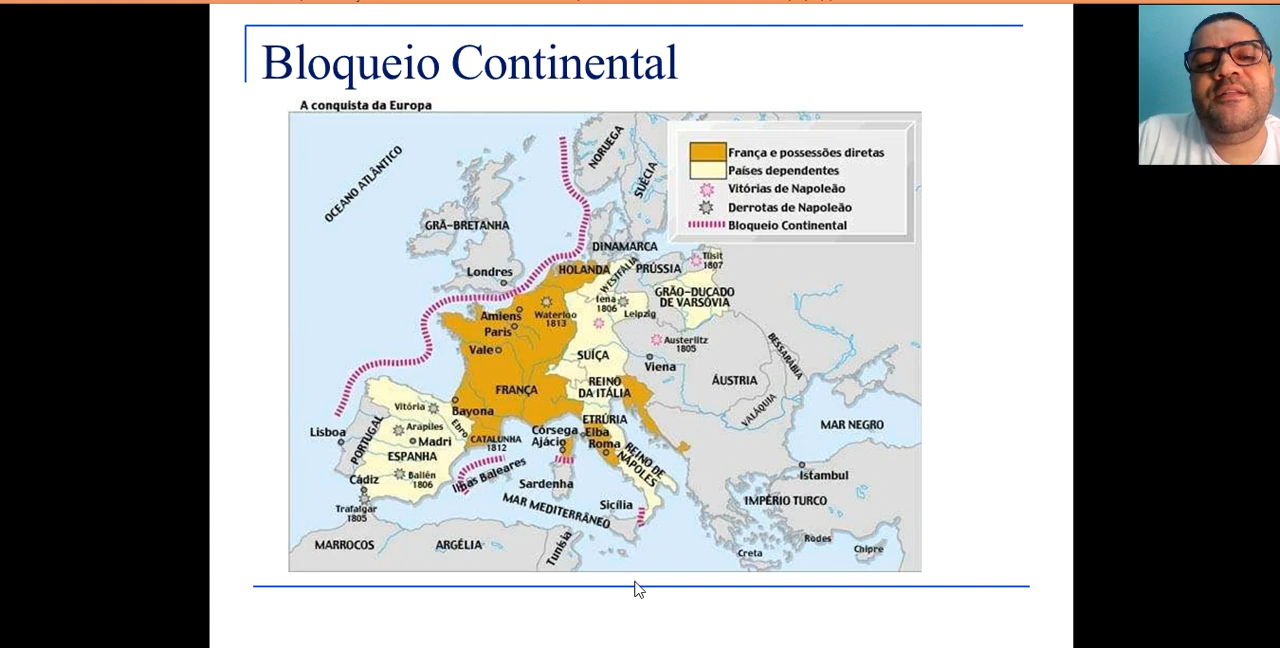 Bloqueio Continental
A conquista da Europa
França e possessões diretas
Países dependentes
Vitórias de Napoleão
Derrotas de Napoleão
Bloqueio Continental
OCEANO ATLÂNTICO
NORUEGA
SUÉCIA
GRÃ-BRETANHA
DINAMARCA
Londres
HOLANDA
WESTFÁLIA
PRÚSSIA
Tilsit
1807
GRÃO-DUCADO
DE VARSÓVIA
Iena
1806
Leipzig
Amiens
Waterloo
1813
Paris
Austerlitz
1805
Vale
SUÍÇA
Viena
BESSARÁBIA
FRANÇA
REINO
DA ITÁLIA
ÁUSTRIA
VALÁQUIA
Vitória
Bayona
ETRÚRIA
MAR NEGRO
Lisboa
PORTUGAL
Arapiles
Ebro
Córsega
Elba
Madri
CATALUNHA
1812
Ajácio
Roma
ESPANHA
REINO DE
NÁPOLES
Ilhas Baleares
Istambul
Cádiz
Bailén
1806
Sardenha
Trafalgar
1805
MAR MEDITERRÂNEO
Sicília
IMPÉRIO TURCO
MARROCOS
ARGÉLIA
Tunísia
Creta
Rodes
Chipre